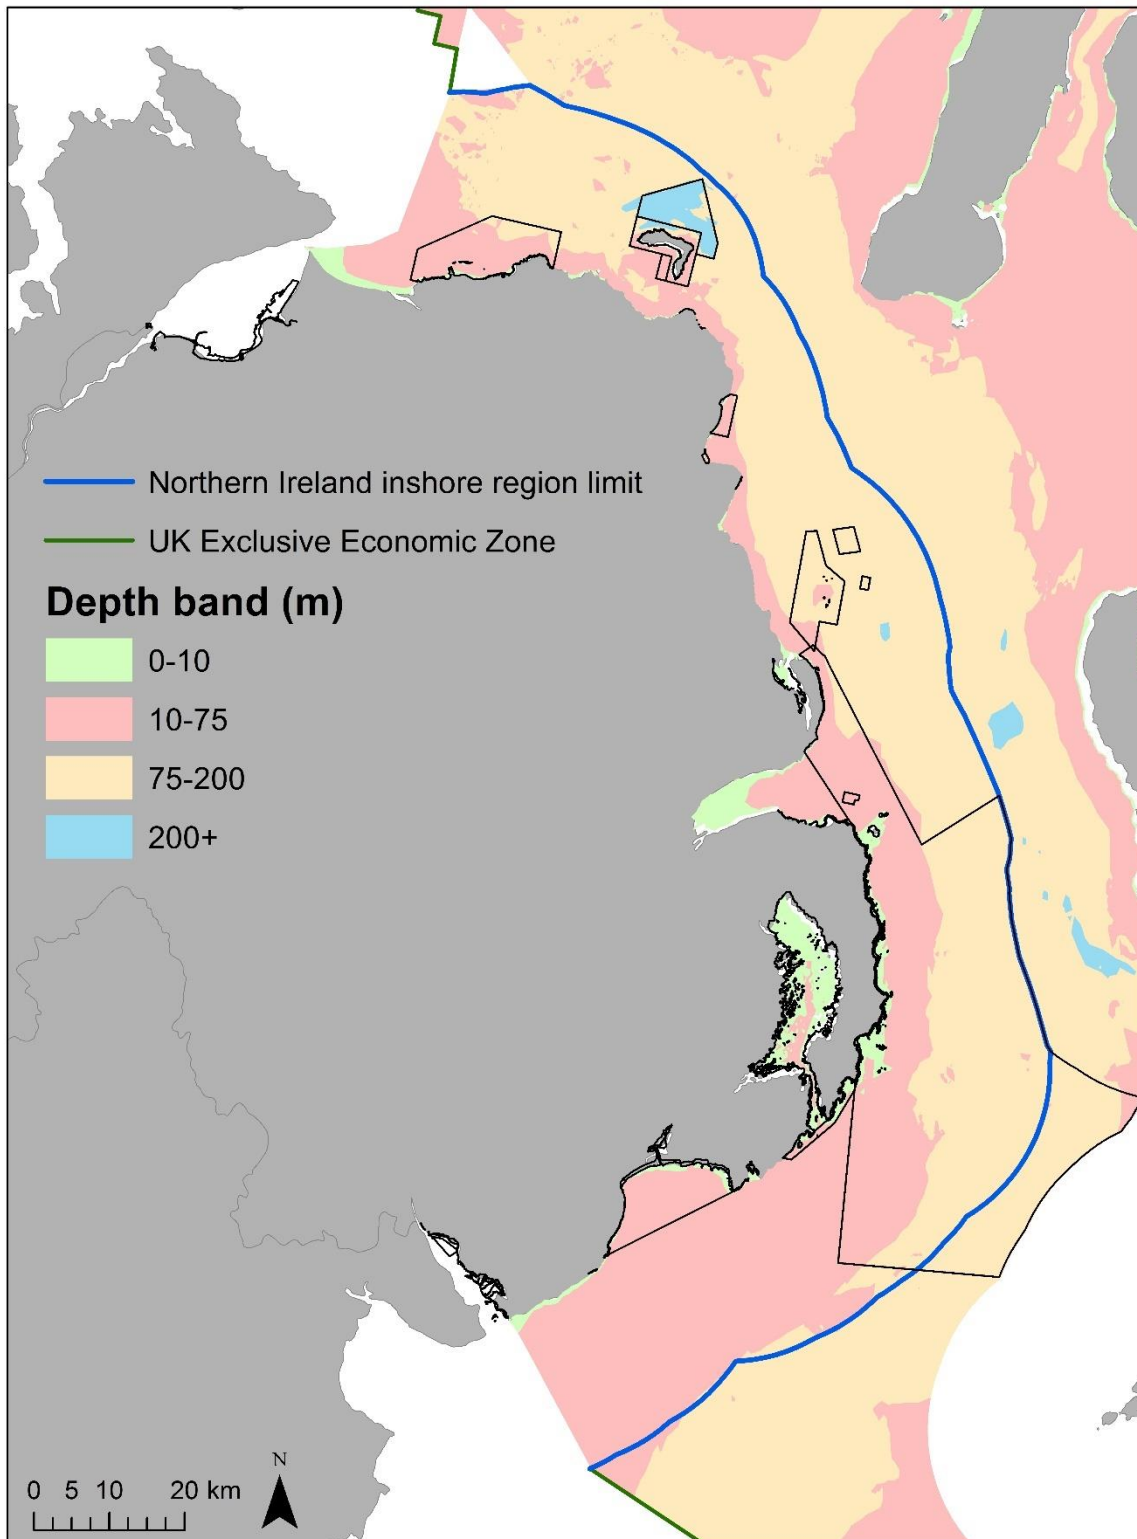 Northern Ireland inshore region limit
UK Exclusive Economic Zone
Depth band (m)
0-10
10-75
75-200
200+
N
0 5 10 20 km